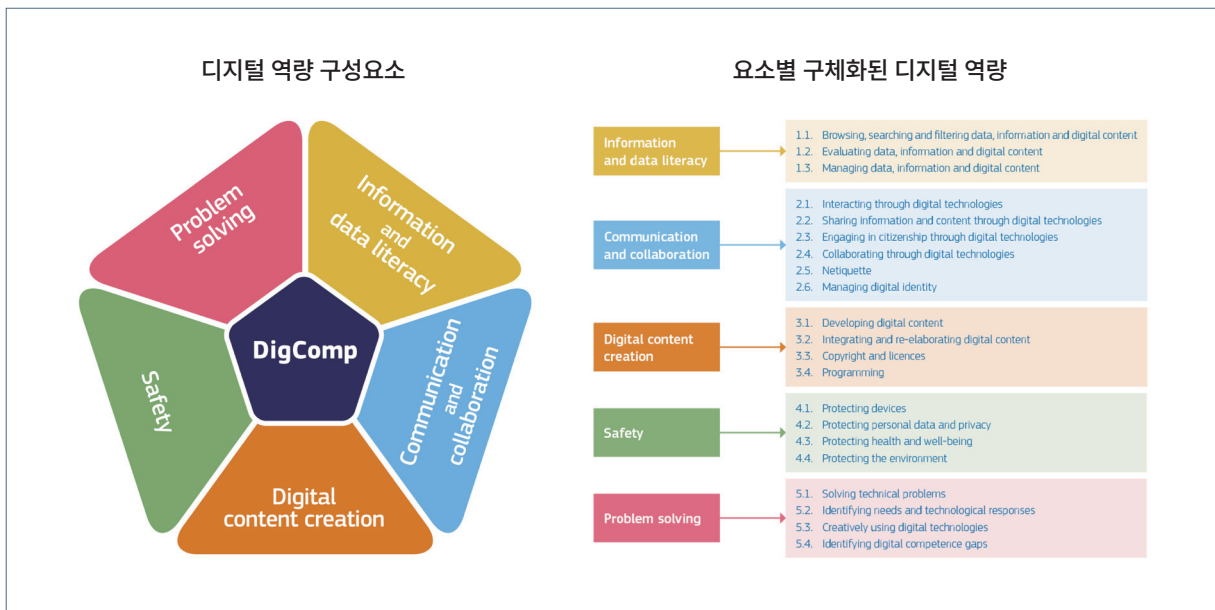 디지털 역량 구성요소
Problem
solving
Information
and
data literacy
DigComp
Safety
Communication
and
collaboration
Digital
content creation
요소별 구체화된 디지털 역량
Information
and data literacy
1.1. Browsing, searching and filtering data, information and digital content
1.2. Evaluating data, information and digital content
1.3. Managing data, information and digital content
Communication
and collaboration
2.1. Interacting through digital technologies
2.2. Sharing information and content through digital technologies
2.3. Engaging in citizenship through digital technologies
2.4. Collaborating through digital technologies
2.5. Netiquette
2.6. Managing digital identity
Digital content
creation
3.1. Developing digital content
3.2. Integrating and re-elaborating digital content
3.3. Copyright and licences
3.4. Programming
Safety
4.1. Protecting devices
4.2. Protecting personal data and privacy
4.3. Protecting health and well-being
4.4. Protecting the environment
Problem solving
5.1. Solving technical problems
5.2. Identifying needs and technological responses
5.3. Creatively using digital technologies
5.4. Identifying digital competence gaps